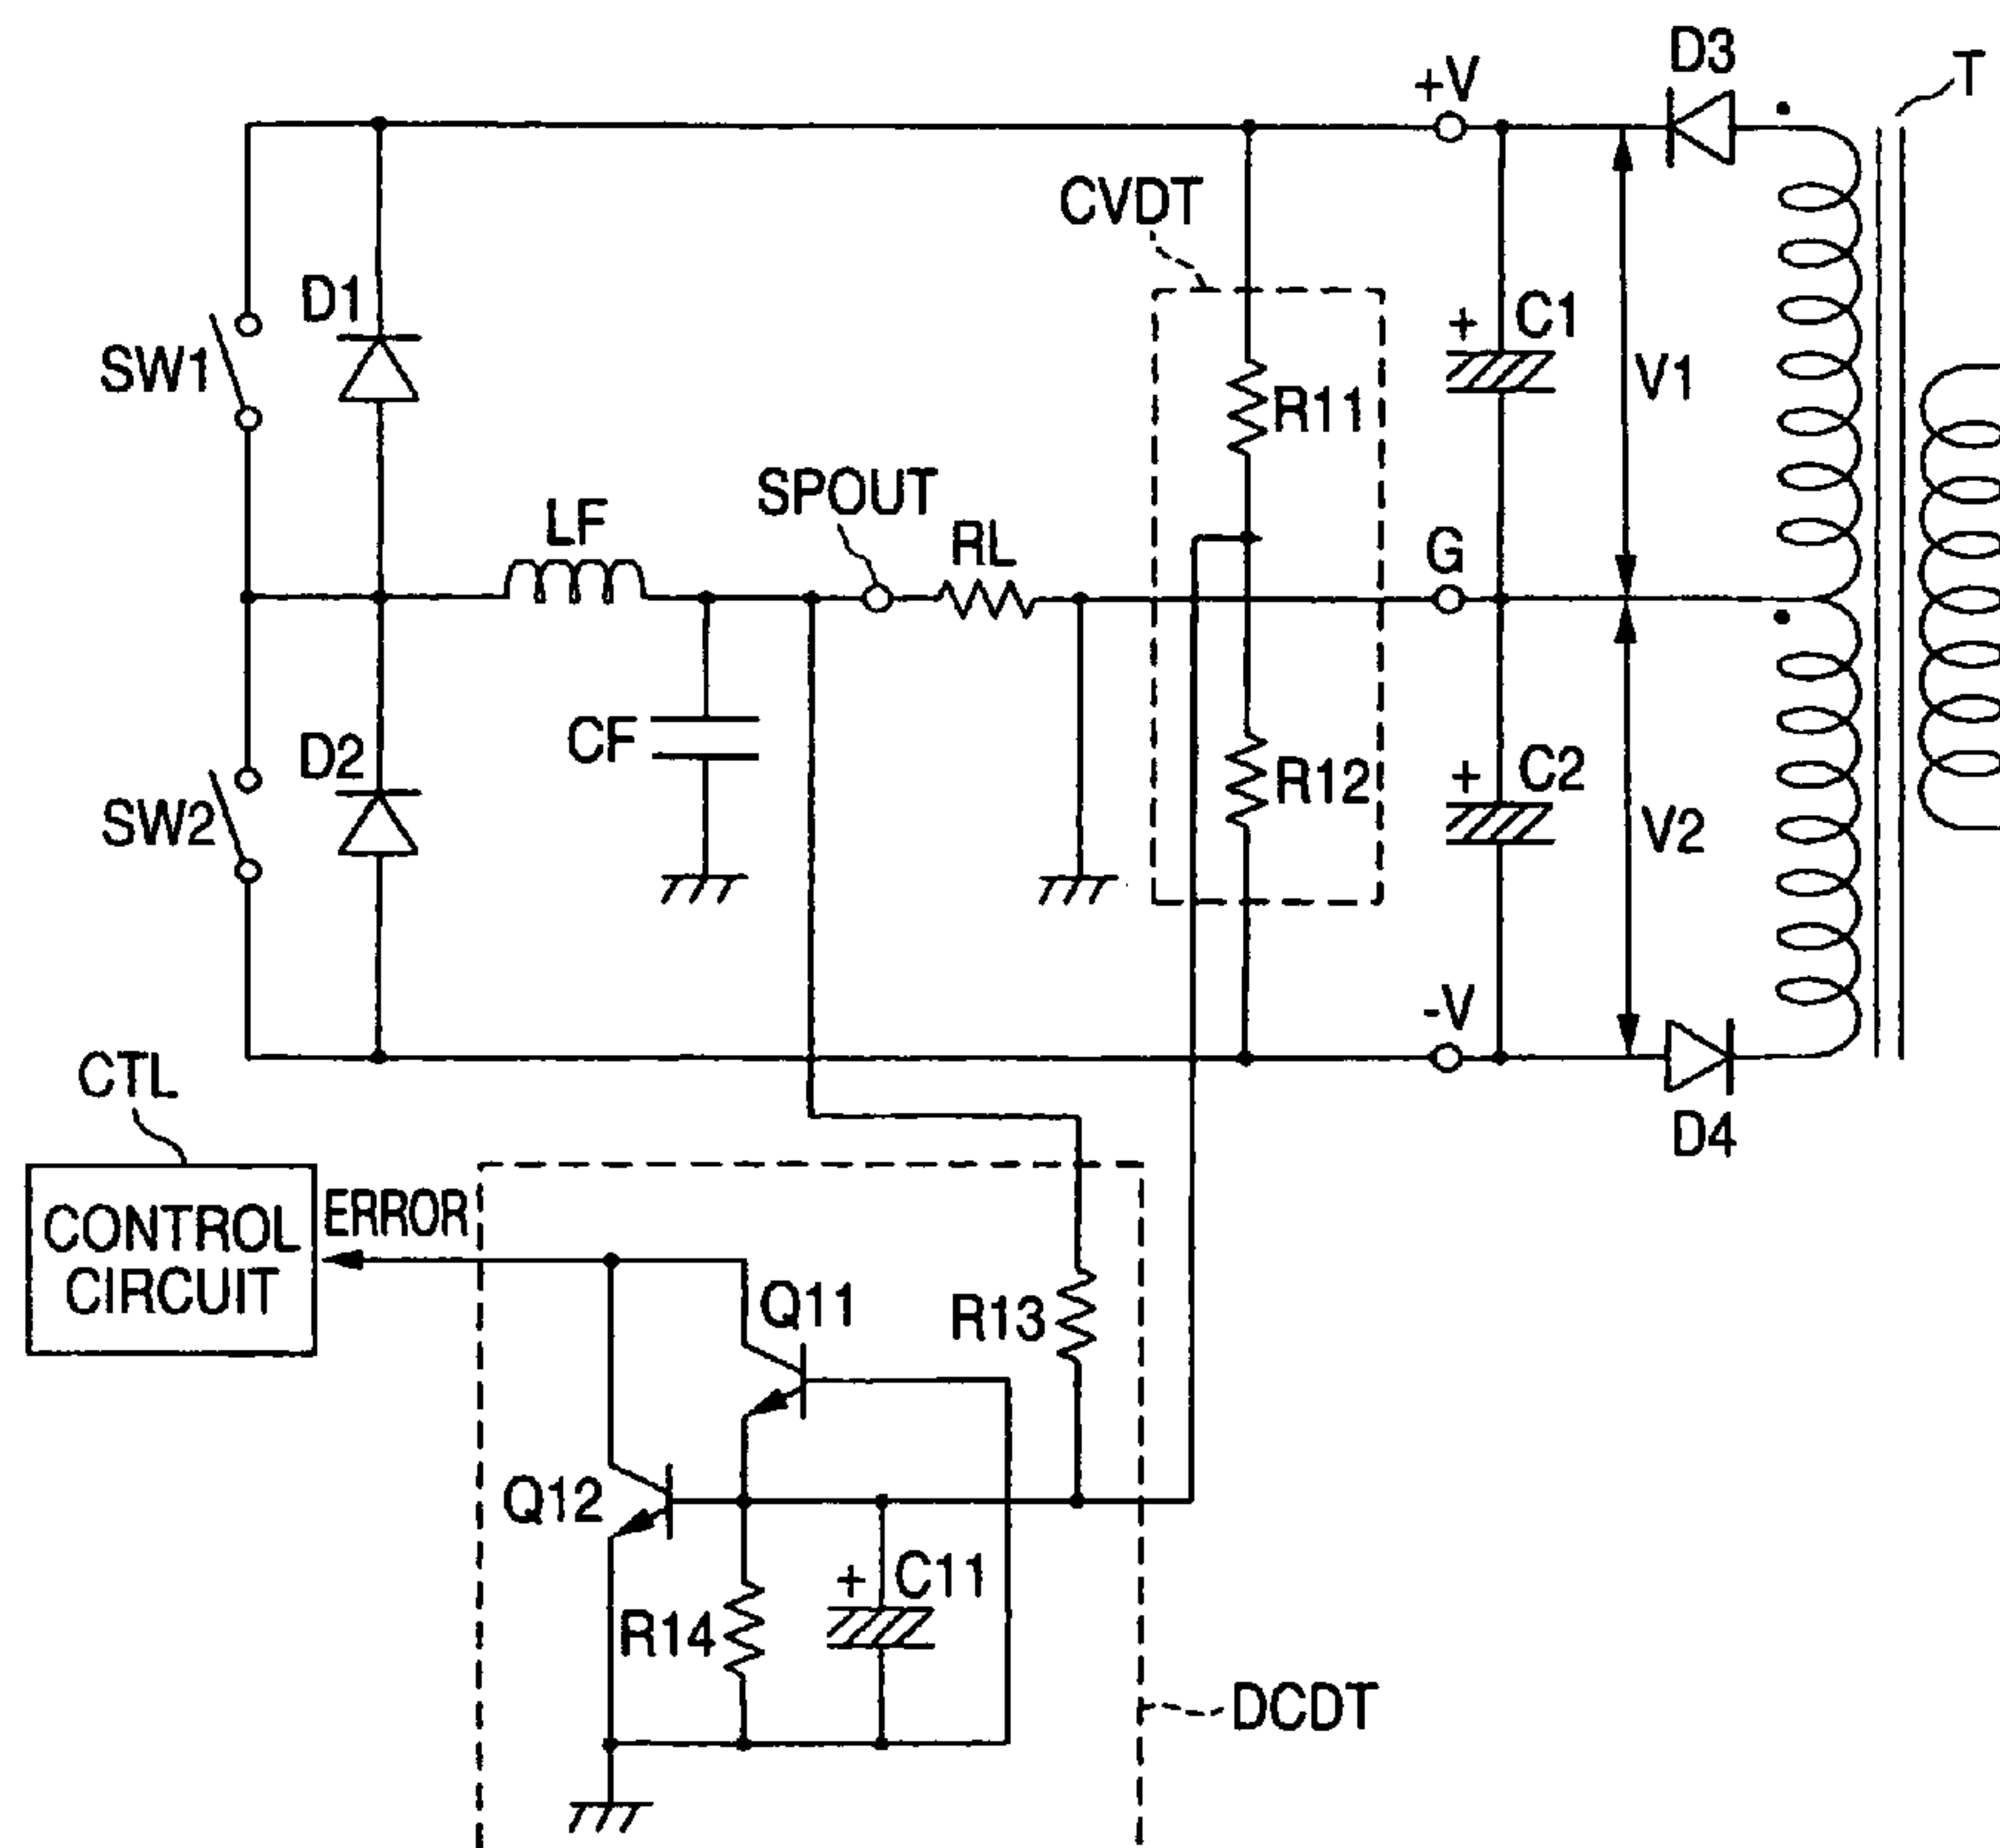 D3
T
+V
CVDT
D1
+
C1
SW1
V1
R11
SPOUT
LF
RL
G
D2
CF
C2
+
R12
SW2
V2
-V
CTL
D4
ERROR
CONTROL
CIRCUIT
Q11
R13
Q12
+
C11
R14
DCDT